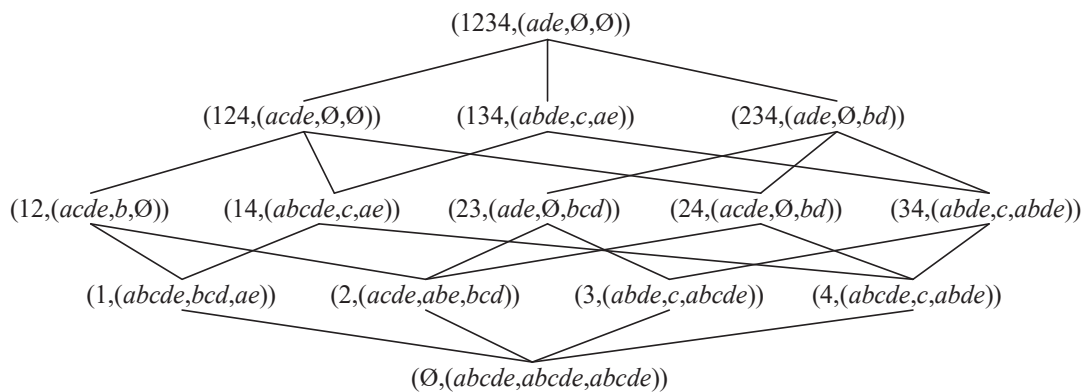 (1234,(ade,Ø,Ø))
(124,(acde,Ø,Ø)) (134,(abde,c,ae)) (234,(ade,Ø,bd))
(12,(acde,b,Ø)) (14,(abcde,c,ae)) (23,(ade,Ø,bcd)) (24,(acde,Ø,bd)) (34,(abde,c,abde))
(1,(abcde,bcd,ae)) (2,(acde,abe,bcd)) (3,(abde,c,abcde)) (4,(abcde,c,abde))
(Ø,(abcde,abcde,abcde))